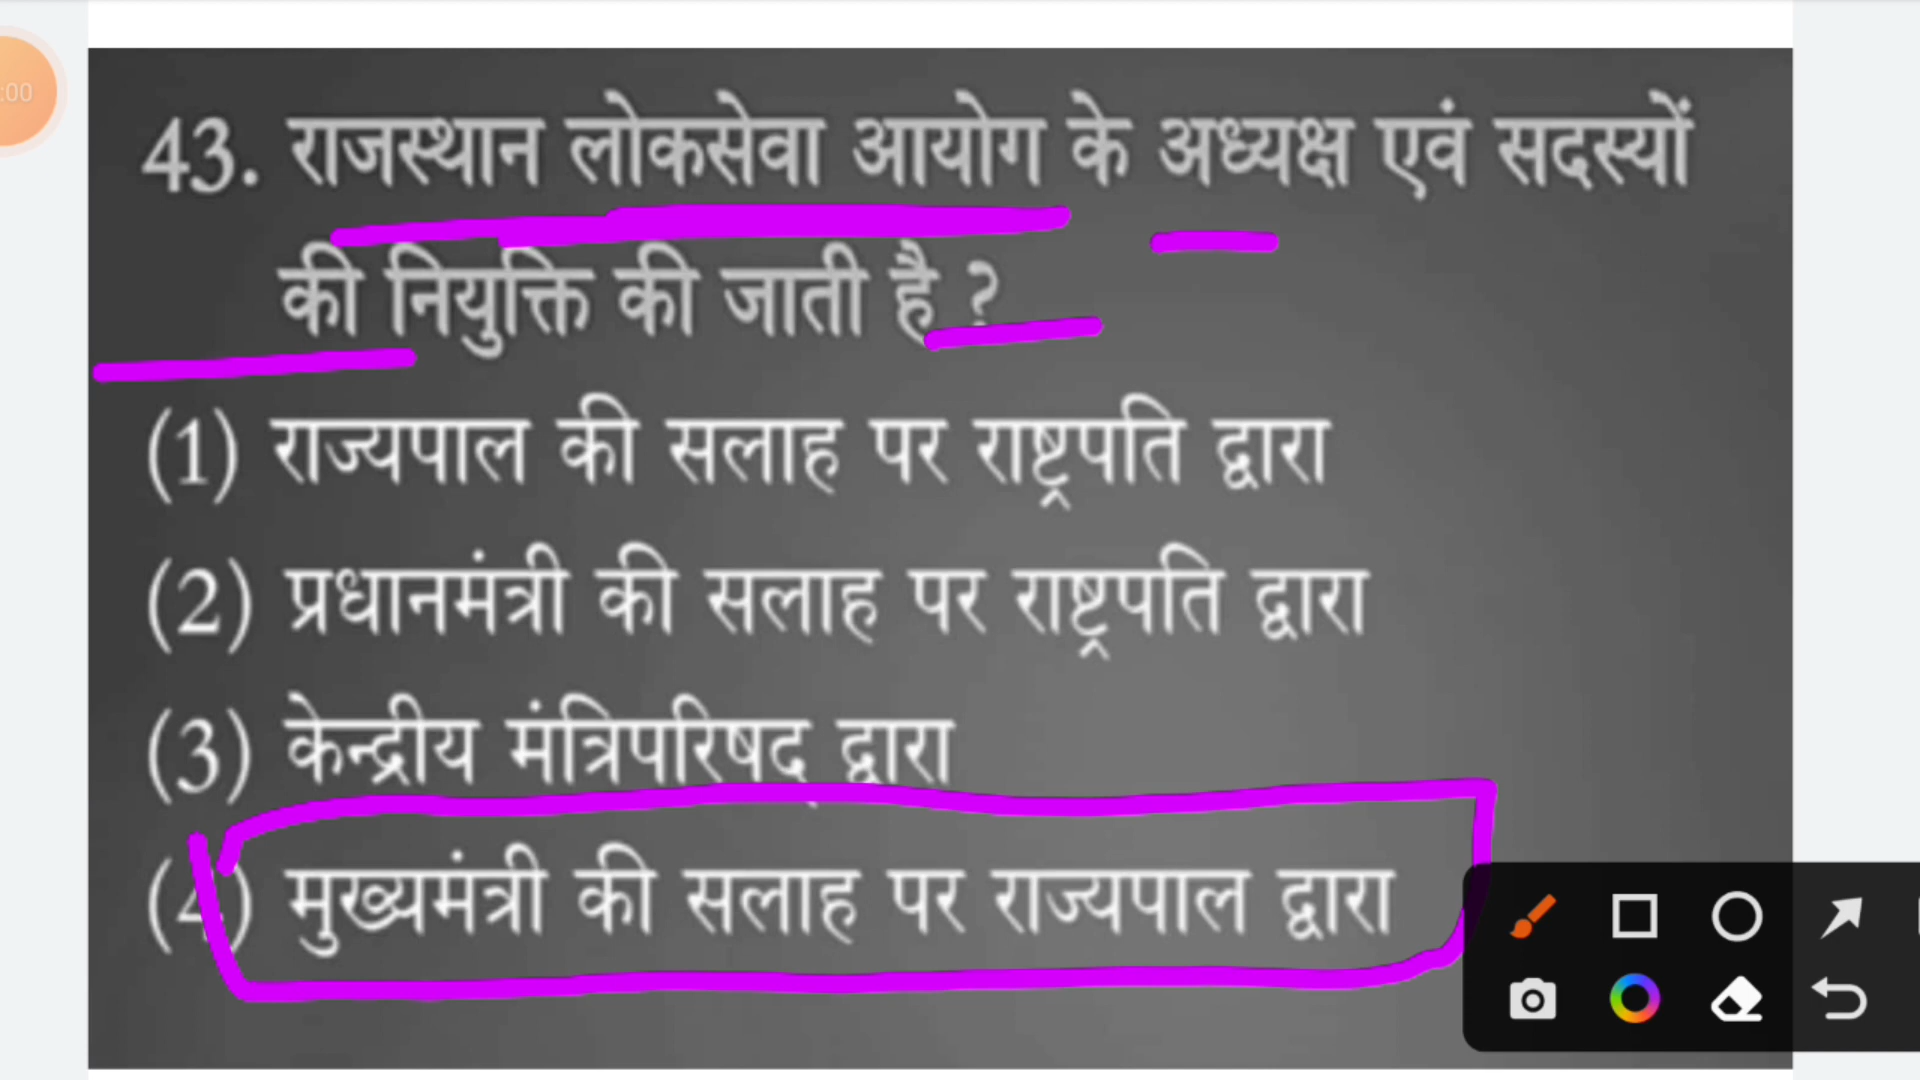 :00
43. राजस्थान लोकसेवा आयोग के अध्यक्ष एवं सदस्यों
की नियुक्ति की जाती है ?
(1) राज्यपाल की सलाह पर राष्ट्रपति द्वारा
(2) प्रधानमंत्री की सलाह पर राष्ट्रपति द्वारा
(3) केन्द्रीय मंत्रिपरिषद् द्वारा
(4) मुख्यमंत्री की सलाह पर राज्यपाल द्वारा